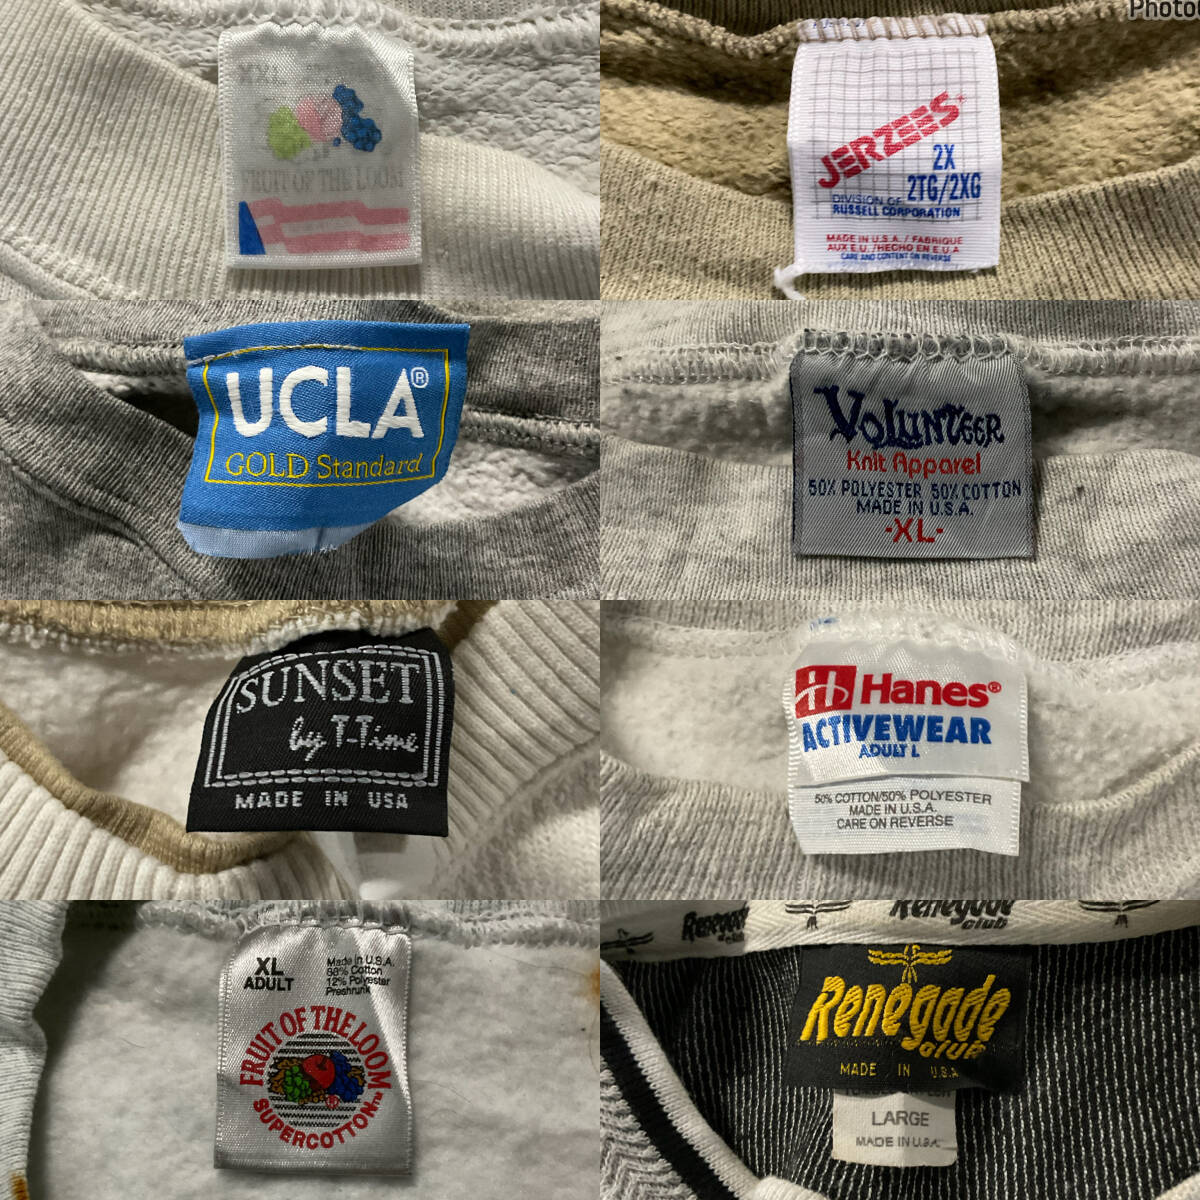 Photo
XXL
FRUIT OF THE LOOM
JERZEES
2X
2TG/2XG
DIVISION OF
RUSSELL CORPORATION
MADE IN U.S.A. / FABRIQUE
AUX E.U. / HECHO EN E.U.A
CARE AND CONTENT ON REVERSE
UCLA®
GOLD Standard
VOLUNTEER
Knit Apparel
50% POLYESTER 50% COTTON
MADE IN U.S.A.
-XL-
SUNSET
by T-Time
MADE IN USA
Hanes®
ACTIVEWEAR
ADULT L
50% COTTON/50% POLYESTER
MADE IN U.S.A.
CARE ON REVERSE
XL
ADULT
Made in U.S.A.
88% Cotton
12% Polyester
Preshrunk
FRUIT OF THE LOOM
SUPERCOTTON™
Renegade
club
Renegade
club
MADE IN U.S.A.
LARGE
MADE IN U.S.A.